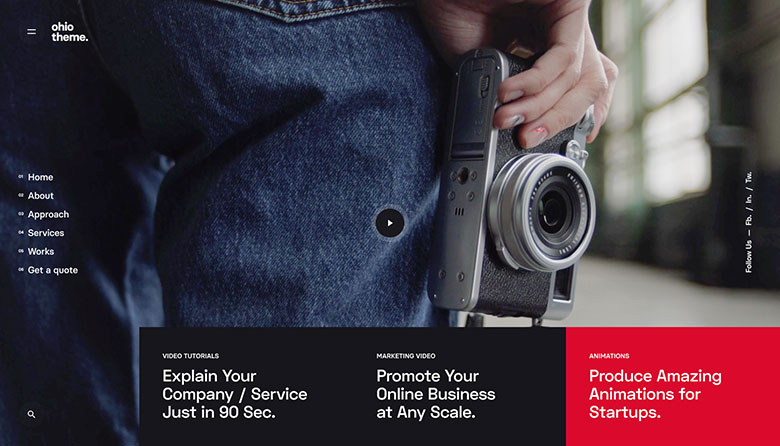 ohio
theme.
01 Home
02 About
03 Approach
04 Services
05 Works
06 Get a quote
Follow Us — Fb. / In. / Tw.
VIDEO TUTORIALS
Explain Your
Company / Service
Just in 90 Sec.
MARKETING VIDEO
Promote Your
Online Business
at Any Scale.
ANIMATIONS
Produce Amazing
Animations for
Startups.